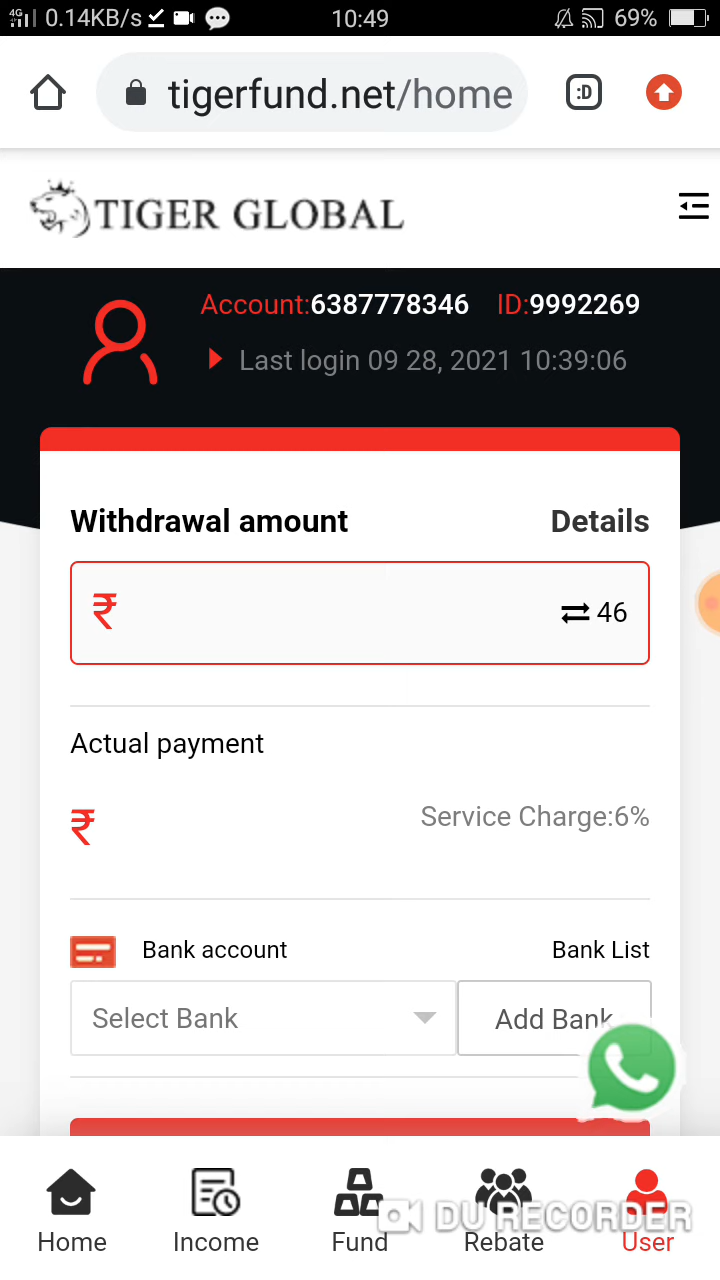 4G 0.14KB/s 10:49 69%
tigerfund.net/home :D
TIGER GLOBAL
Account:6387778346 ID:9992269
Last login 09 28, 2021 10:39:06
Withdrawal amount Details
₹ 46
Actual payment
₹ Service Charge:6%
Bank account Bank List
Select Bank Add Bank
DU RECORDER
Home Income Fund Rebate User